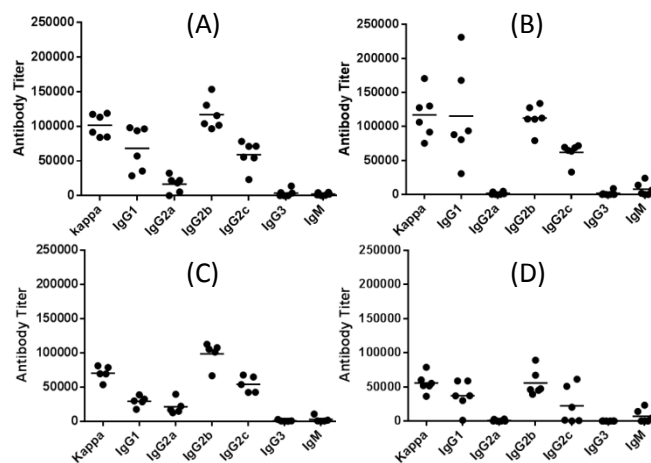 (A)
Antibody Titer
250000
200000
150000
100000
50000
0
Kappa
IgG1
IgG2a
IgG2b
IgG2c
IgG3
IgM
(B)
Antibody Titer
250000
200000
150000
100000
50000
0
Kappa
IgG1
IgG2a
IgG2b
IgG2c
IgG3
IgM
(C)
Antibody Titer
250000
200000
150000
100000
50000
0
Kappa
IgG1
IgG2a
IgG2b
IgG2c
IgG3
IgM
(D)
Antibody Titer
250000
200000
150000
100000
50000
0
Kappa
IgG1
IgG2a
IgG2b
IgG2c
IgG3
IgM